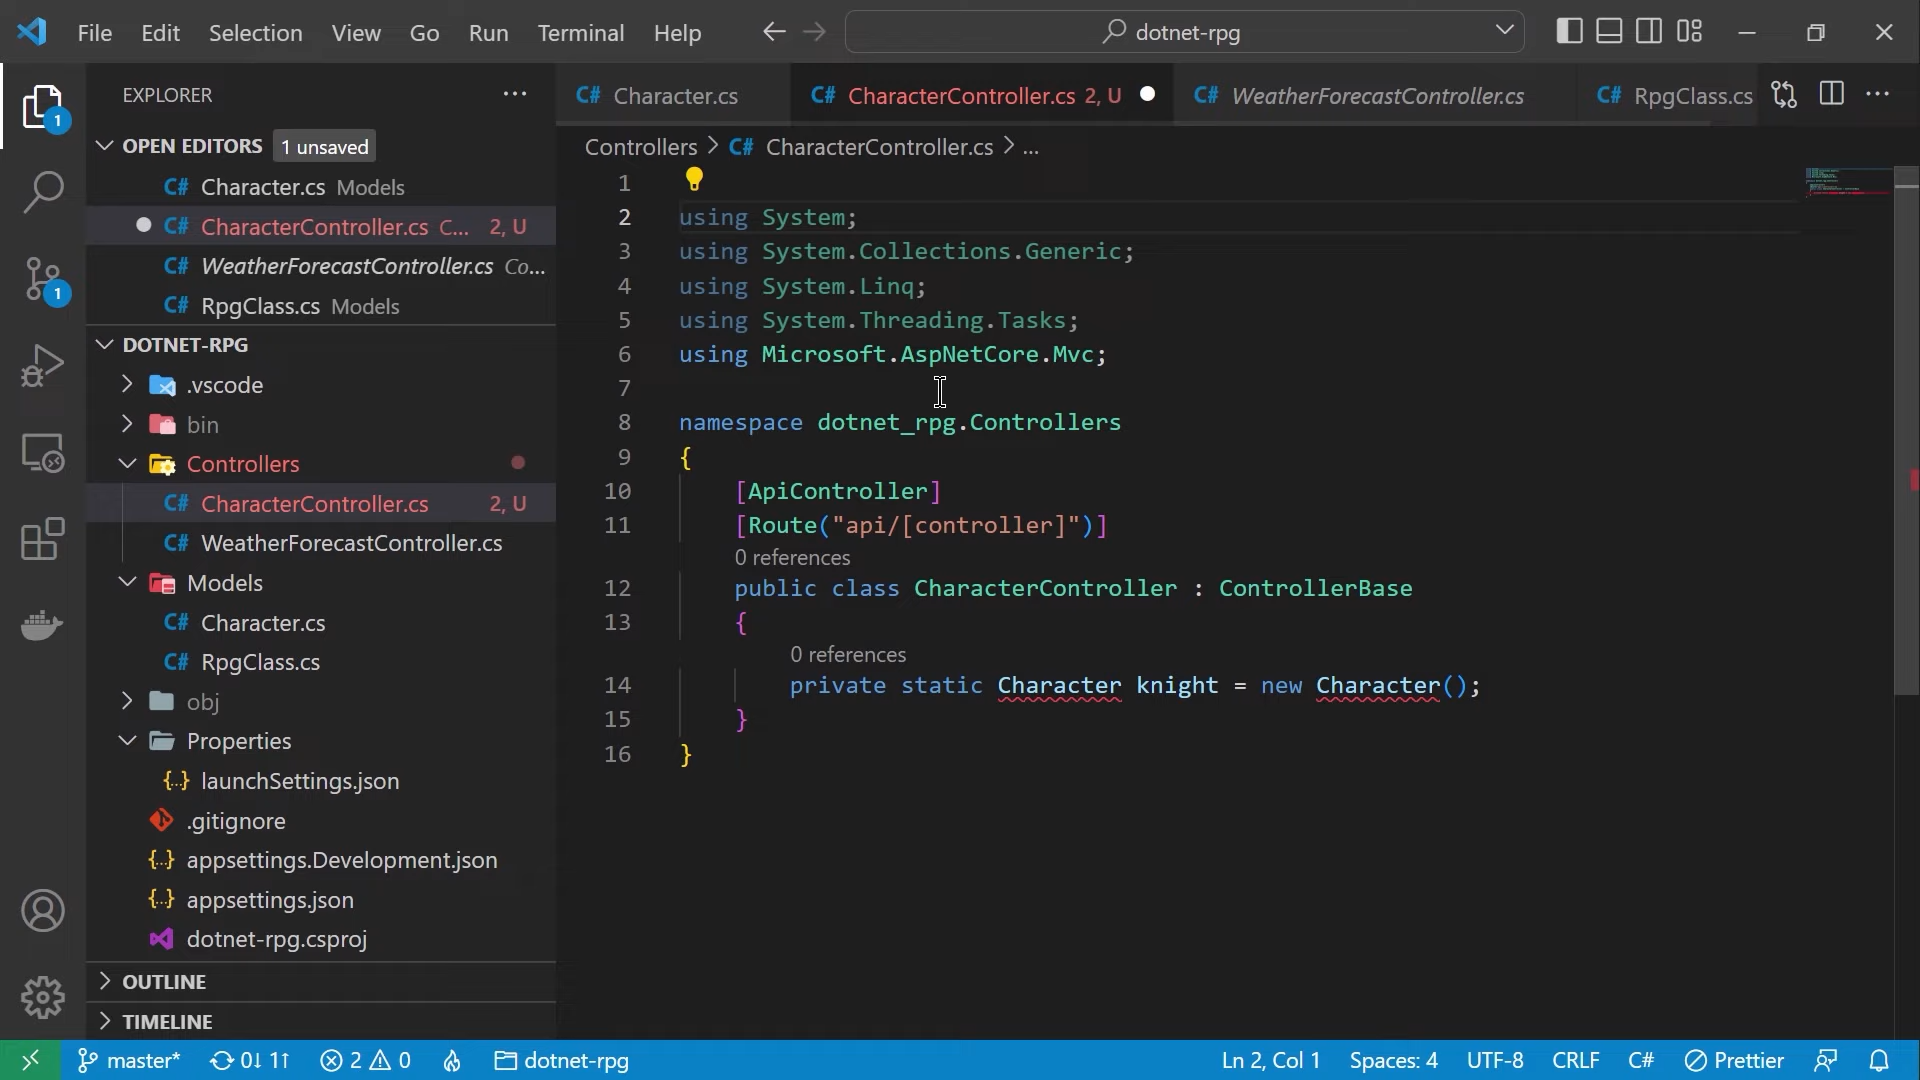 File Edit Selection View Go Run Terminal Help
dotnet-rpg
EXPLORER
OPEN EDITORS 1 unsaved
C# Character.cs Models
C# CharacterController.cs C... 2, U
C# WeatherForecastController.cs Co...
C# RpgClass.cs Models
DOTNET-RPG
.vscode
bin
Controllers
C# CharacterController.cs 2, U
C# WeatherForecastController.cs
Models
C# Character.cs
C# RpgClass.cs
obj
Properties
{..} launchSettings.json
.gitignore
{..} appsettings.Development.json
{..} appsettings.json
dotnet-rpg.csproj
OUTLINE
TIMELINE
1
1
C# Character.cs
C# CharacterController.cs 2, U
C# WeatherForecastController.cs
C# RpgClass.cs
Controllers > C# CharacterController.cs > ...
1
2 using System;
3 using System.Collections.Generic;
4 using System.Linq;
5 using System.Threading.Tasks;
6 using Microsoft.AspNetCore.Mvc;
7
8 namespace dotnet_rpg.Controllers
9 {
10 [ApiController]
11 [Route("api/[controller]")]
0 references
12 public class CharacterController : ControllerBase
13 {
0 references
14 private static Character knight = new Character();
15 }
16 }
master* 0↓ 1↑ 2 0 dotnet-rpg
Ln 2, Col 1 Spaces: 4 UTF-8 CRLF C# Prettier